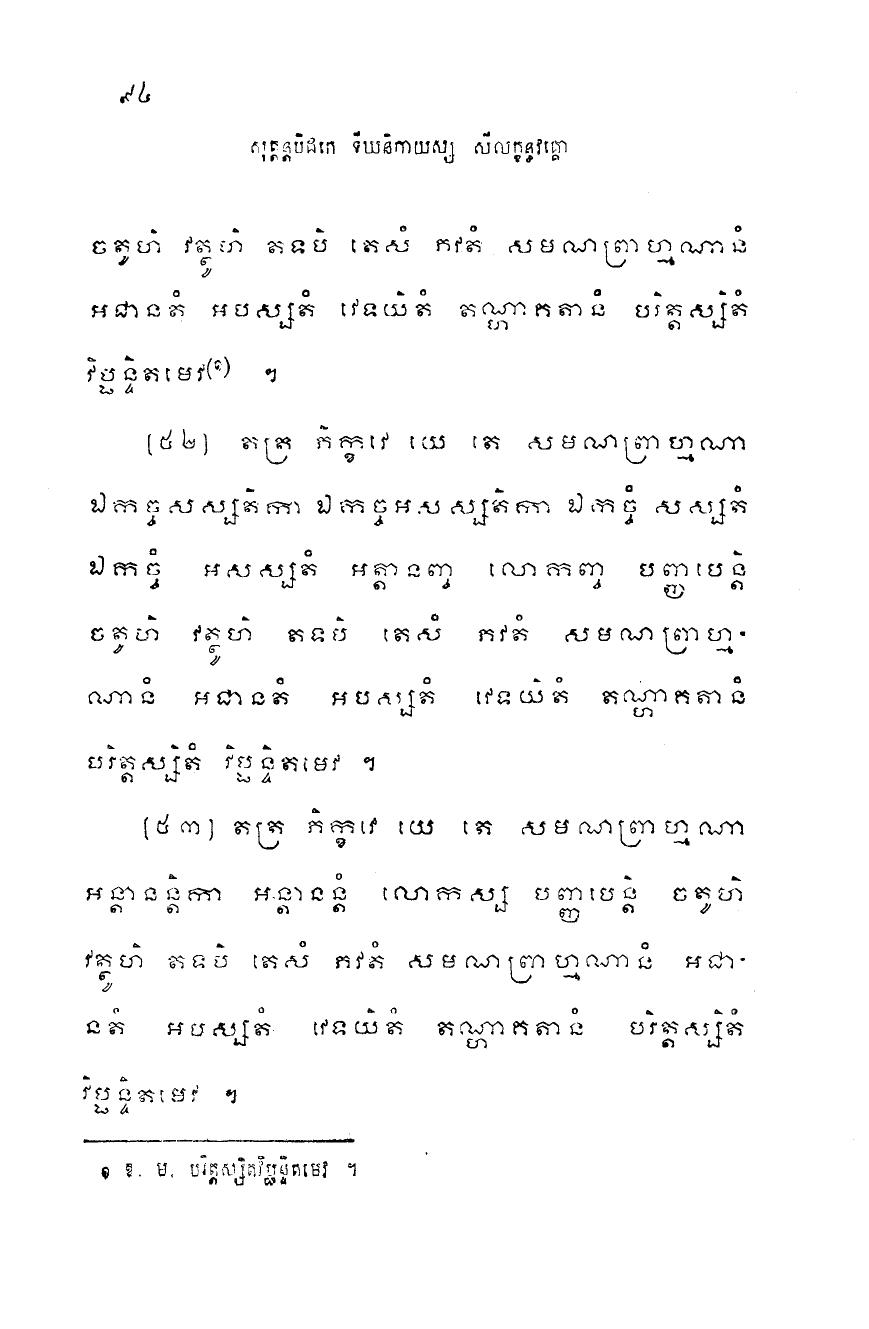 ៩៤
សុត្តន្តបិដកេ ទីឃនិកាយស្ស សីលក្ខន្ធវគ្គោ
ចតូហិ វត្ថូហិ តទបិ តេសំ ភវតំ សមណព្រាហ្មណានំ
អជានតំ អបស្សតំ វេទយិតំ តណ្ហាគតានំ បរិត្តស្សិតំ
វិប្ផន្ទិតមេវ(១) ។
(៥២) តត្រ ភិក្ខវេ យេ តេ សមណព្រាហ្មណា
ឯកច្ចសស្សតិកា ឯកច្ចអសស្សតិកា ឯកច្ចំ សស្សតំ
ឯកច្ចំ អសស្សតំ អត្តានញ្ច លោកញ្ច បញ្ញបេន្តិ
ចតូហិ វត្ថូហិ តទបិ តេសំ ភវតំ សមណព្រាហ្ម-
ណានំ អជានតំ អបស្សតំ វេទយិតំ តណ្ហាគតានំ
បរិត្តស្សិតំ វិប្ផន្ទិតមេវ ។
(៥៣) តត្រ ភិក្ខវេ យេ តេ សមណព្រាហ្មណា
អន្តានន្តិកា អន្តានន្តំ លោកស្ស បញ្ញបេន្តិ ចតូហិ
វត្ថូហិ តទបិ តេសំ ភវតំ សមណព្រាហ្មណានំ អជា-
នតំ អបស្សតំ វេទយិតំ តណ្ហាគតានំ បរិត្តស្សិតំ
វិប្ផន្ទិតមេវ ។
១ ឱ. ម. បរិត្តស្សិតវិប្ផន្ទិតមេវ ។